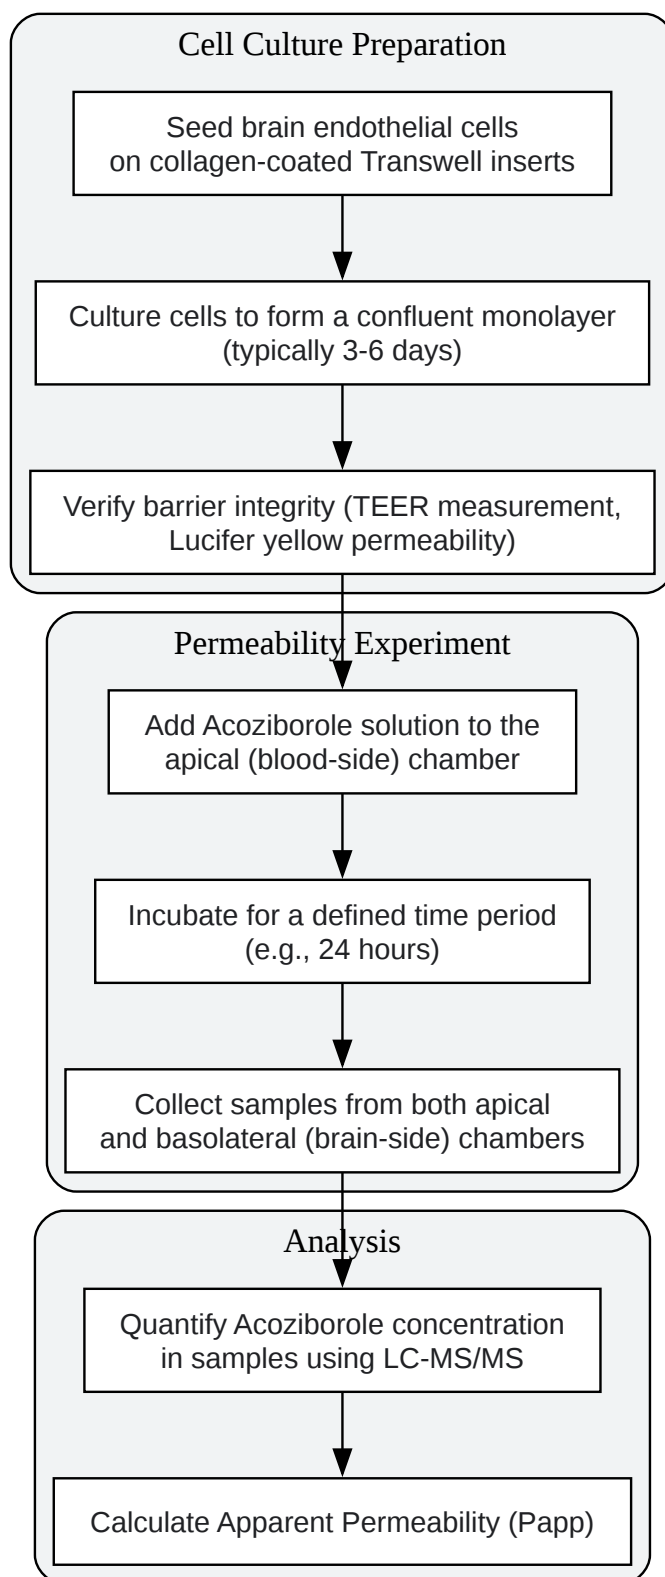 Cell Culture Preparation
Seed brain endothelial cells
on collagen-coated Transwell inserts
Culture cells to form a confluent monolayer
(typically 3-6 days)
Verify barrier integrity (TEER measurement,
Lucifer yellow permeability)
Permeability Experiment
Add Acoziborole solution to the
apical (blood-side) chamber
Incubate for a defined time period
(e.g., 24 hours)
Collect samples from both apical
and basolateral (brain-side) chambers
Analysis
Quantify Acoziborole concentration
in samples using LC-MS/MS
Calculate Apparent Permeability (Papp)